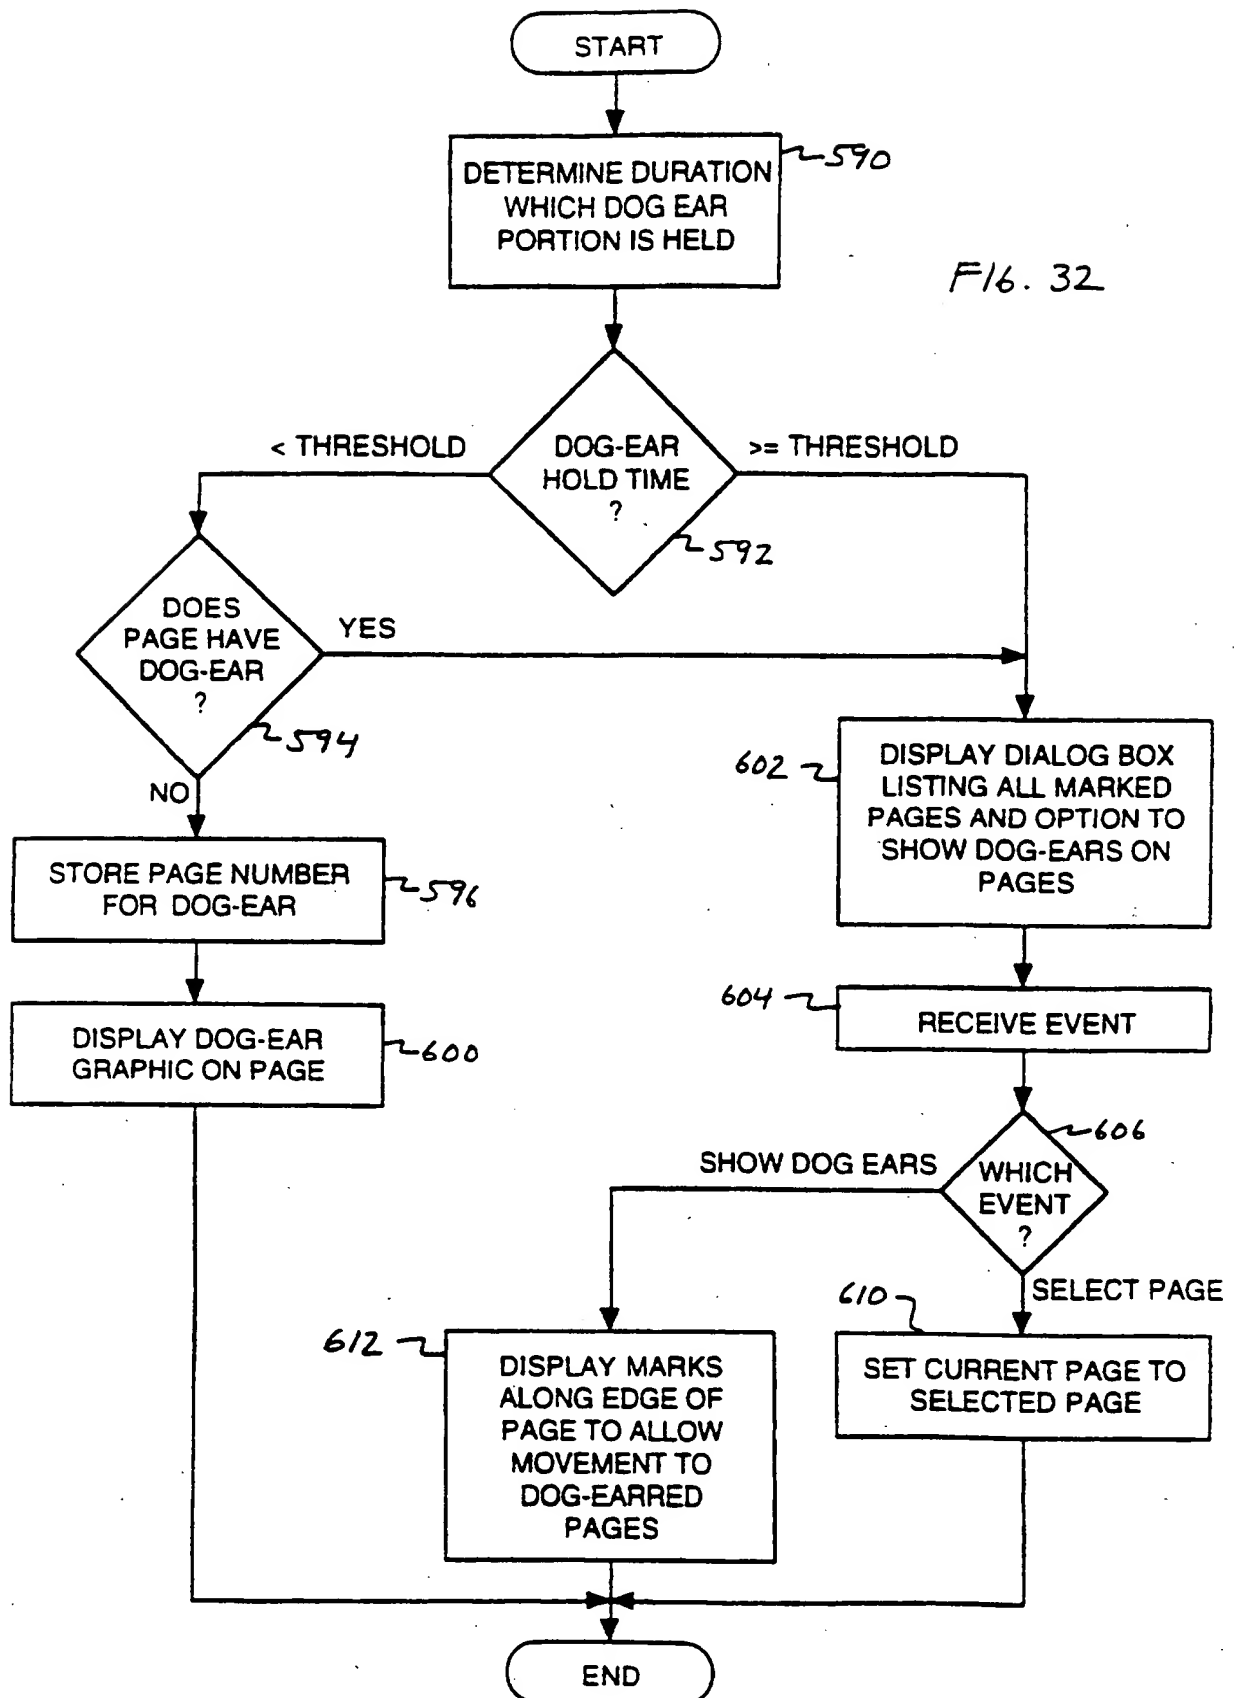 START
DETERMINE DURATION
WHICH DOG EAR
PORTION IS HELD
590
FIG. 32
< THRESHOLD
DOG-EAR
HOLD TIME
?
>= THRESHOLD
592
DOES
PAGE HAVE
DOG-EAR
?
YES
594
NO
STORE PAGE NUMBER
FOR DOG-EAR
596
DISPLAY DOG-EAR
GRAPHIC ON PAGE
600
602
DISPLAY DIALOG BOX
LISTING ALL MARKED
PAGES AND OPTION TO
SHOW DOG-EARS ON
PAGES
604
RECEIVE EVENT
606
SHOW DOG EARS
WHICH
EVENT
?
SELECT PAGE
610
SET CURRENT PAGE TO
SELECTED PAGE
612
DISPLAY MARKS
ALONG EDGE OF
PAGE TO ALLOW
MOVEMENT TO
DOG-EARRED
PAGES
END